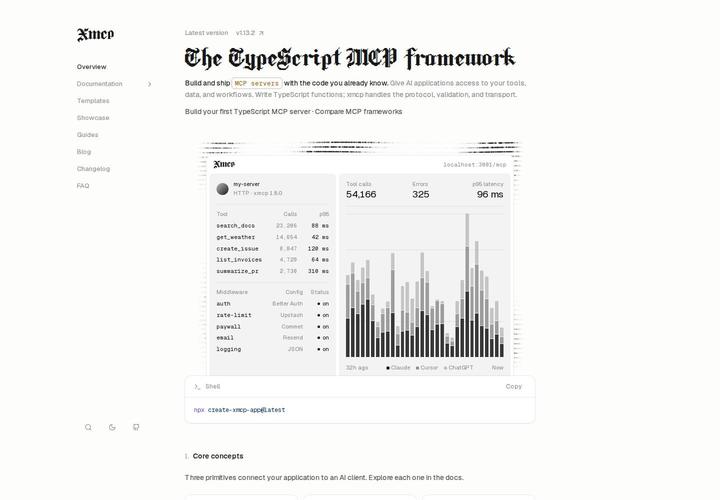 Xmcp
Latest version v1.13.2
The TypeScript MCP framework
Overview
Documentation
Templates
Showcase
Guides
Blog
Changelog
FAQ
Build and ship MCP servers with the code you already know. Give AI applications access to your tools,
data, and workflows. Write TypeScript functions; xmcp handles the protocol, validation, and transport.
Build your first TypeScript MCP server · Compare MCP frameworks
Xmcp
localhost:3001/mcp
my-server
HTTP · xmcp 1.6.0
Tool Calls p95
search_docs 23,206 88 ms
get_weather 14,054 42 ms
create_issue 8,847 120 ms
list_invoices 4,729 64 ms
summarize_pr 2,730 310 ms
Middleware Config Status
auth Better Auth on
rate-limit Upstash on
paywall Commet on
email Resend on
logging JSON on
Tool calls Errors p95 latency
54,166 325 96 ms
32h ago Claude Cursor ChatGPT Now
Shell Copy
npx create-xmcp-app@latest
1. Core concepts
Three primitives connect your application to an AI client. Explore each one in the docs.